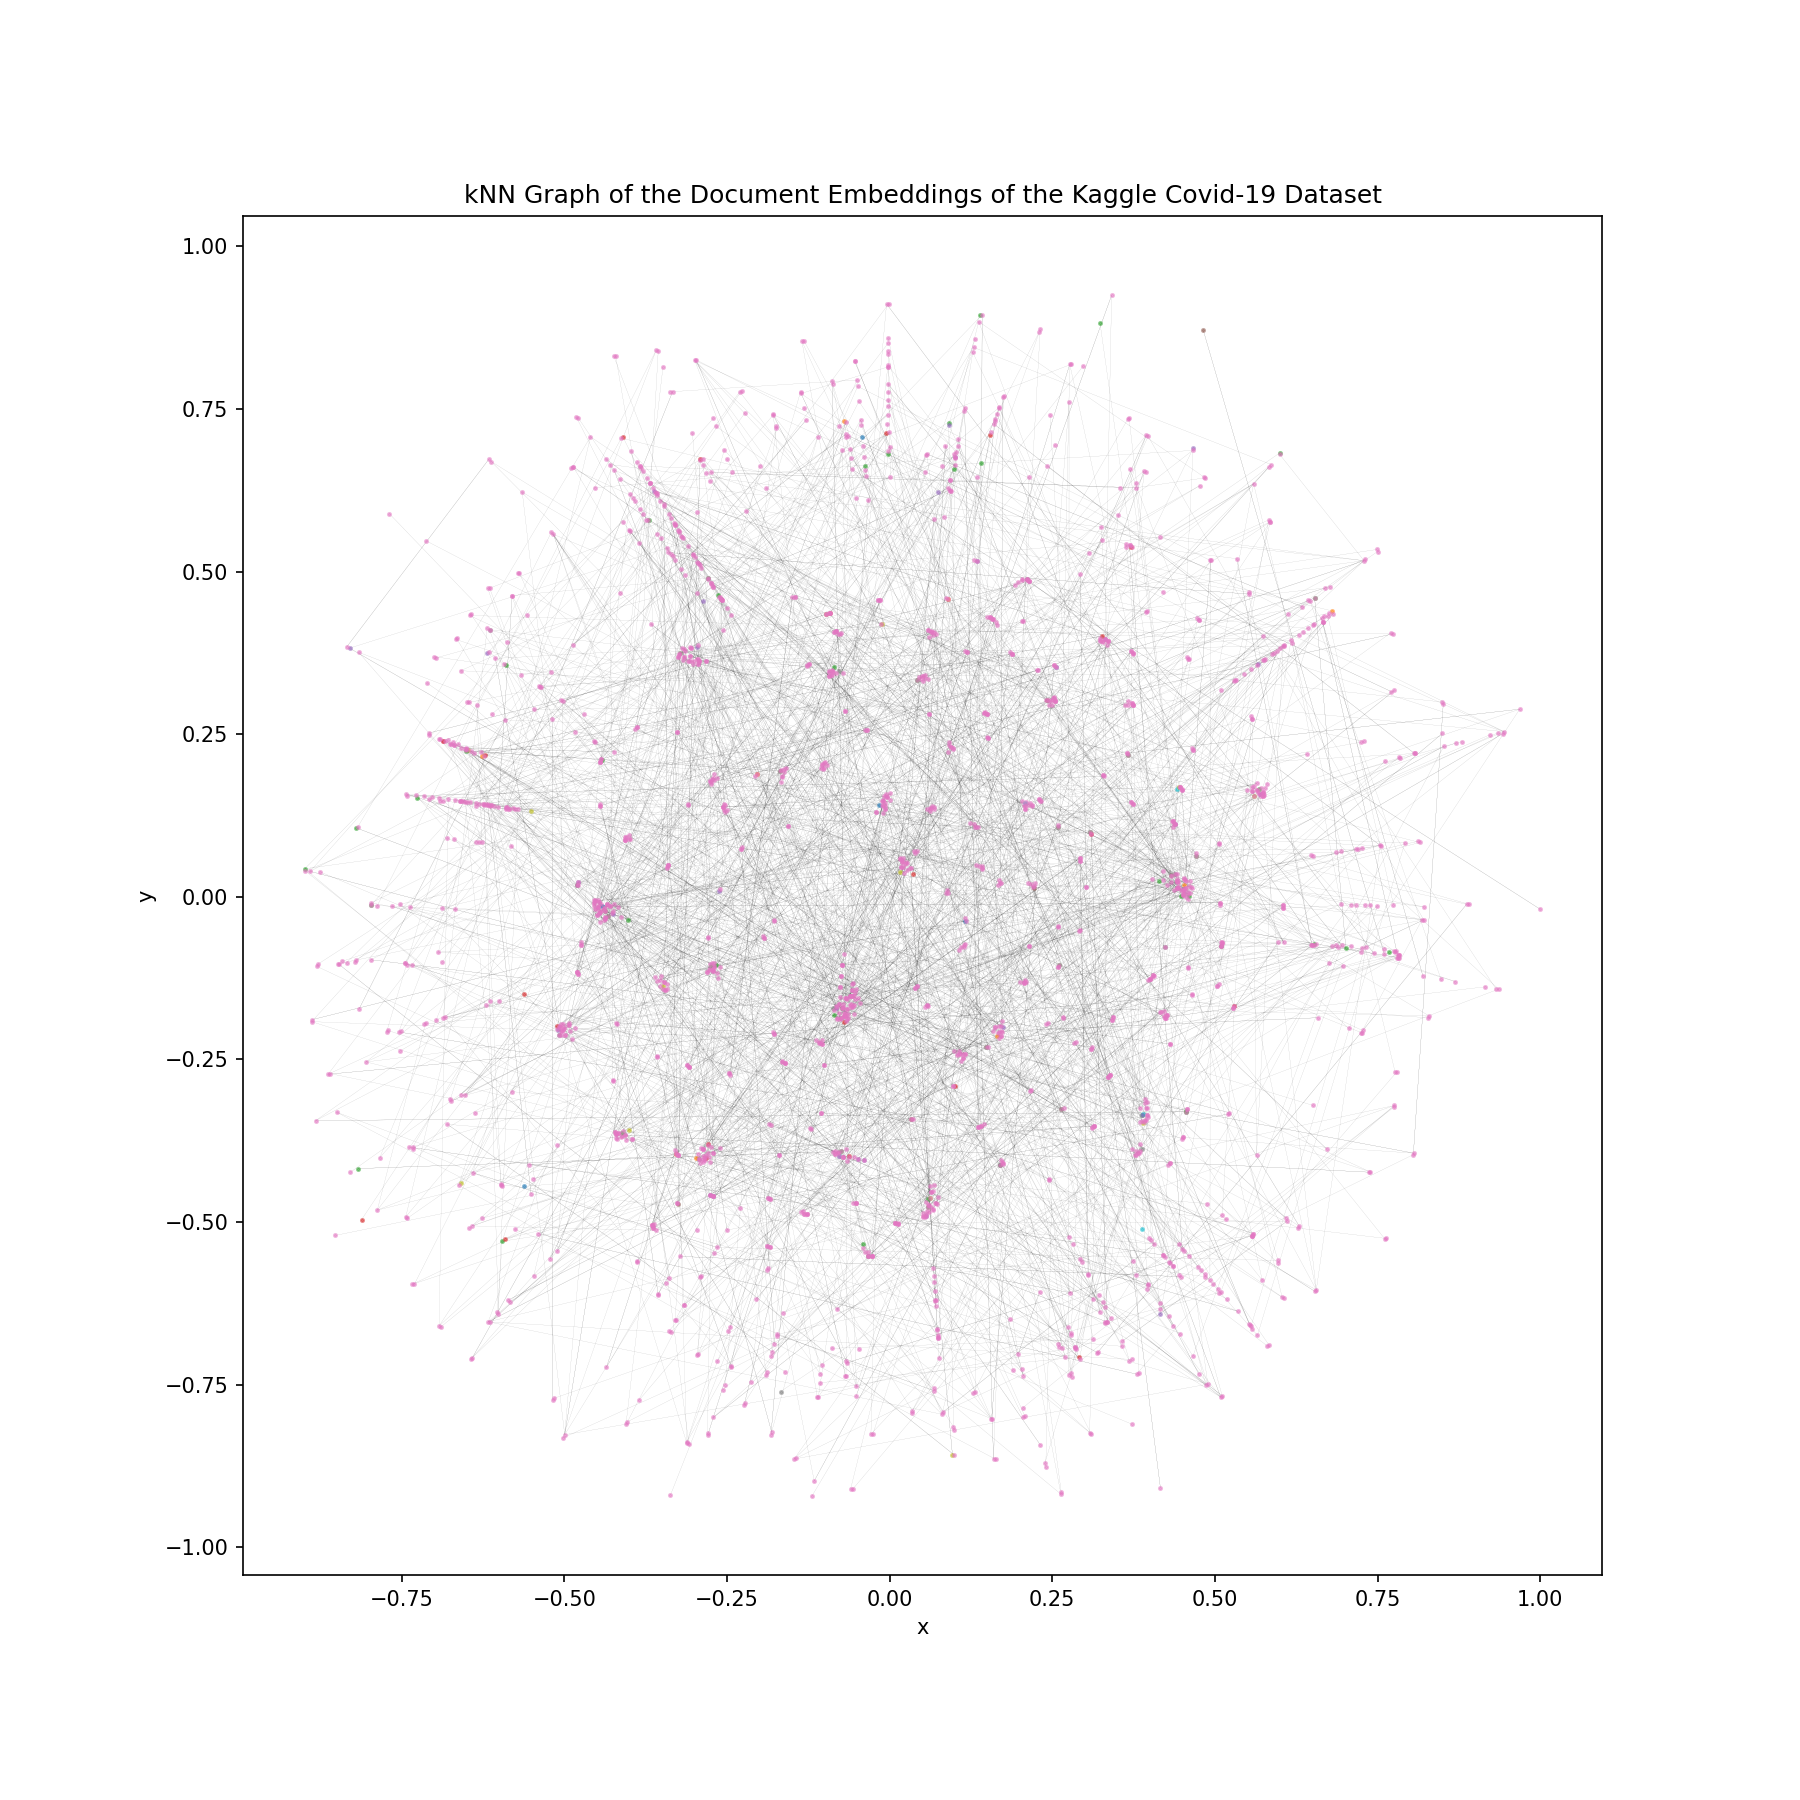 kNN Graph of the Document Embeddings of the Kaggle Covid-19 Dataset
1.00
0.75
0.50
0.25
0.00
−0.25
−0.50
−0.75
−1.00
y
−0.75 −0.50 −0.25 0.00 0.25 0.50 0.75 1.00
x